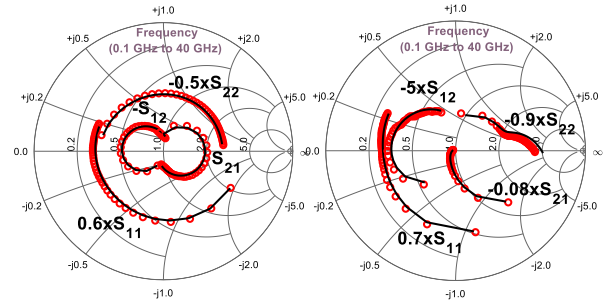 +j1.0
Frequency
(0.1 GHz to 40 GHz)
+j0.5
+j2.0
-0.5xS22
+j0.2
-S12
+j5.0
0.0
0.2
0.5
1.0
2.0
5.0
∞
S21
-j0.2
0.6xS11
-j5.0
-j0.5
-j2.0
-j1.0
+j1.0
Frequency
(0.1 GHz to 40 GHz)
+j0.5
+j2.0
-5xS12
+j0.2
-0.9xS22
+j5.0
0.0
0.2
0.5
1.0
2.0
5.0
∞
-0.08xS21
-j0.2
0.7xS11
-j5.0
-j0.5
-j2.0
-j1.0